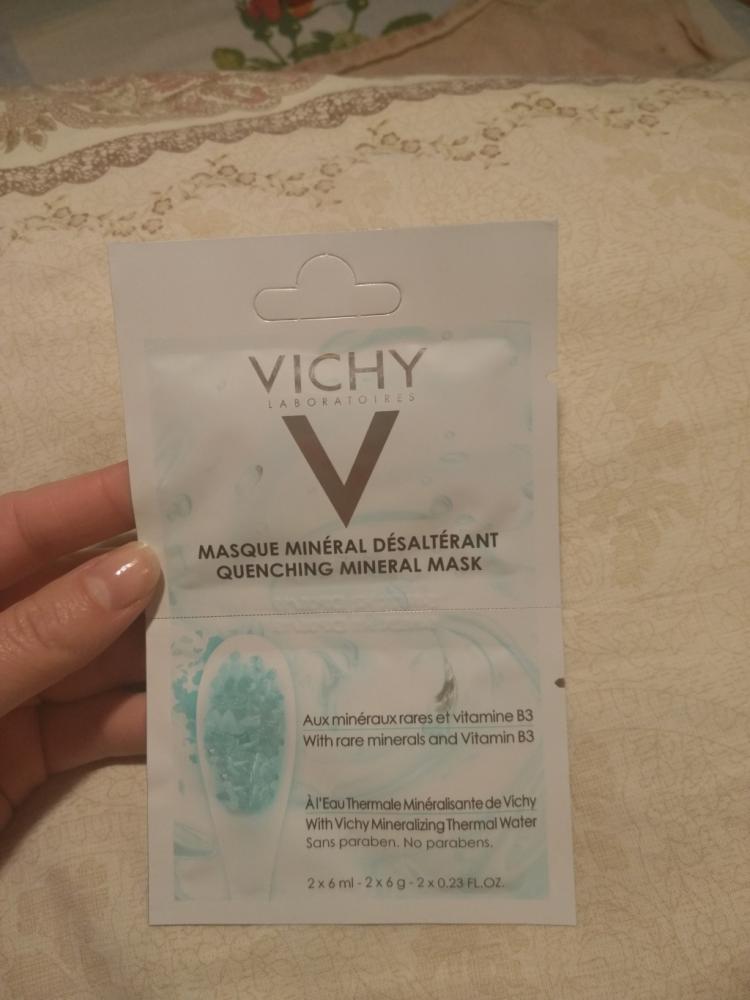 VICHY
LABORATOIRES
V
MASQUE MINÉRAL DÉSALTÉRANT
QUENCHING MINERAL MASK
Aux minéraux rares et vitamine B3
With rare minerals and Vitamin B3
À l'Eau Thermale Minéralisante de Vichy
With Vichy Mineralizing Thermal Water
Sans paraben. No parabens.
2 x 6 ml - 2 x 6 g - 2 x 0.23 FL.OZ.